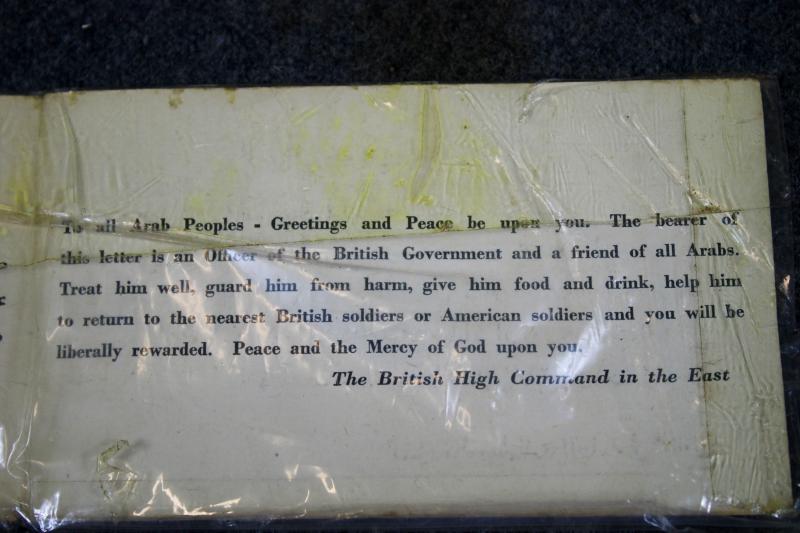 To all Arab Peoples - Greetings and Peace be upon you. The bearer of
this letter is an Officer of the British Government and a friend of all Arabs.
Treat him well, guard him from harm, give him food and drink, help him
to return to the nearest British soldiers or American soldiers and you will be
liberally rewarded. Peace and the Mercy of God upon you.
The British High Command in the East